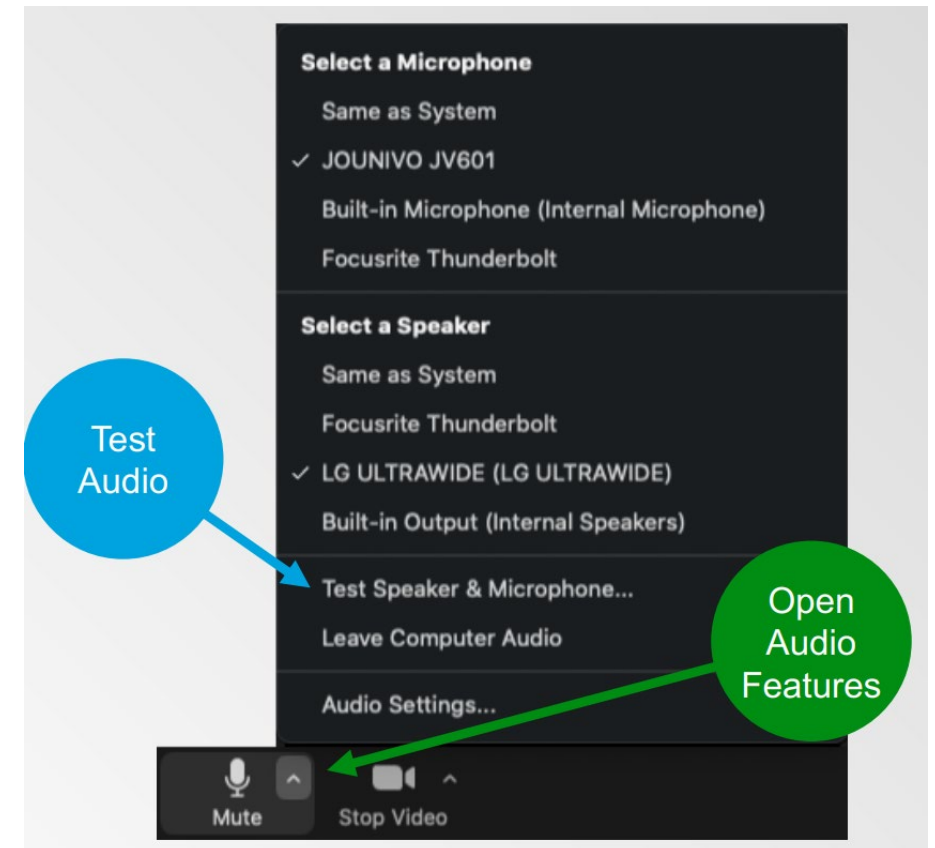 Select a Microphone
Same as System
✓ JOUNIVO JV601
Built-in Microphone (Internal Microphone)
Focusrite Thunderbolt
Select a Speaker
Same as System
Focusrite Thunderbolt
✓ LG ULTRAWIDE (LG ULTRAWIDE)
Built-in Output (Internal Speakers)
Test
Audio
Test Speaker & Microphone...
Leave Computer Audio
Open
Audio
Features
Audio Settings...
Mute
Stop Video